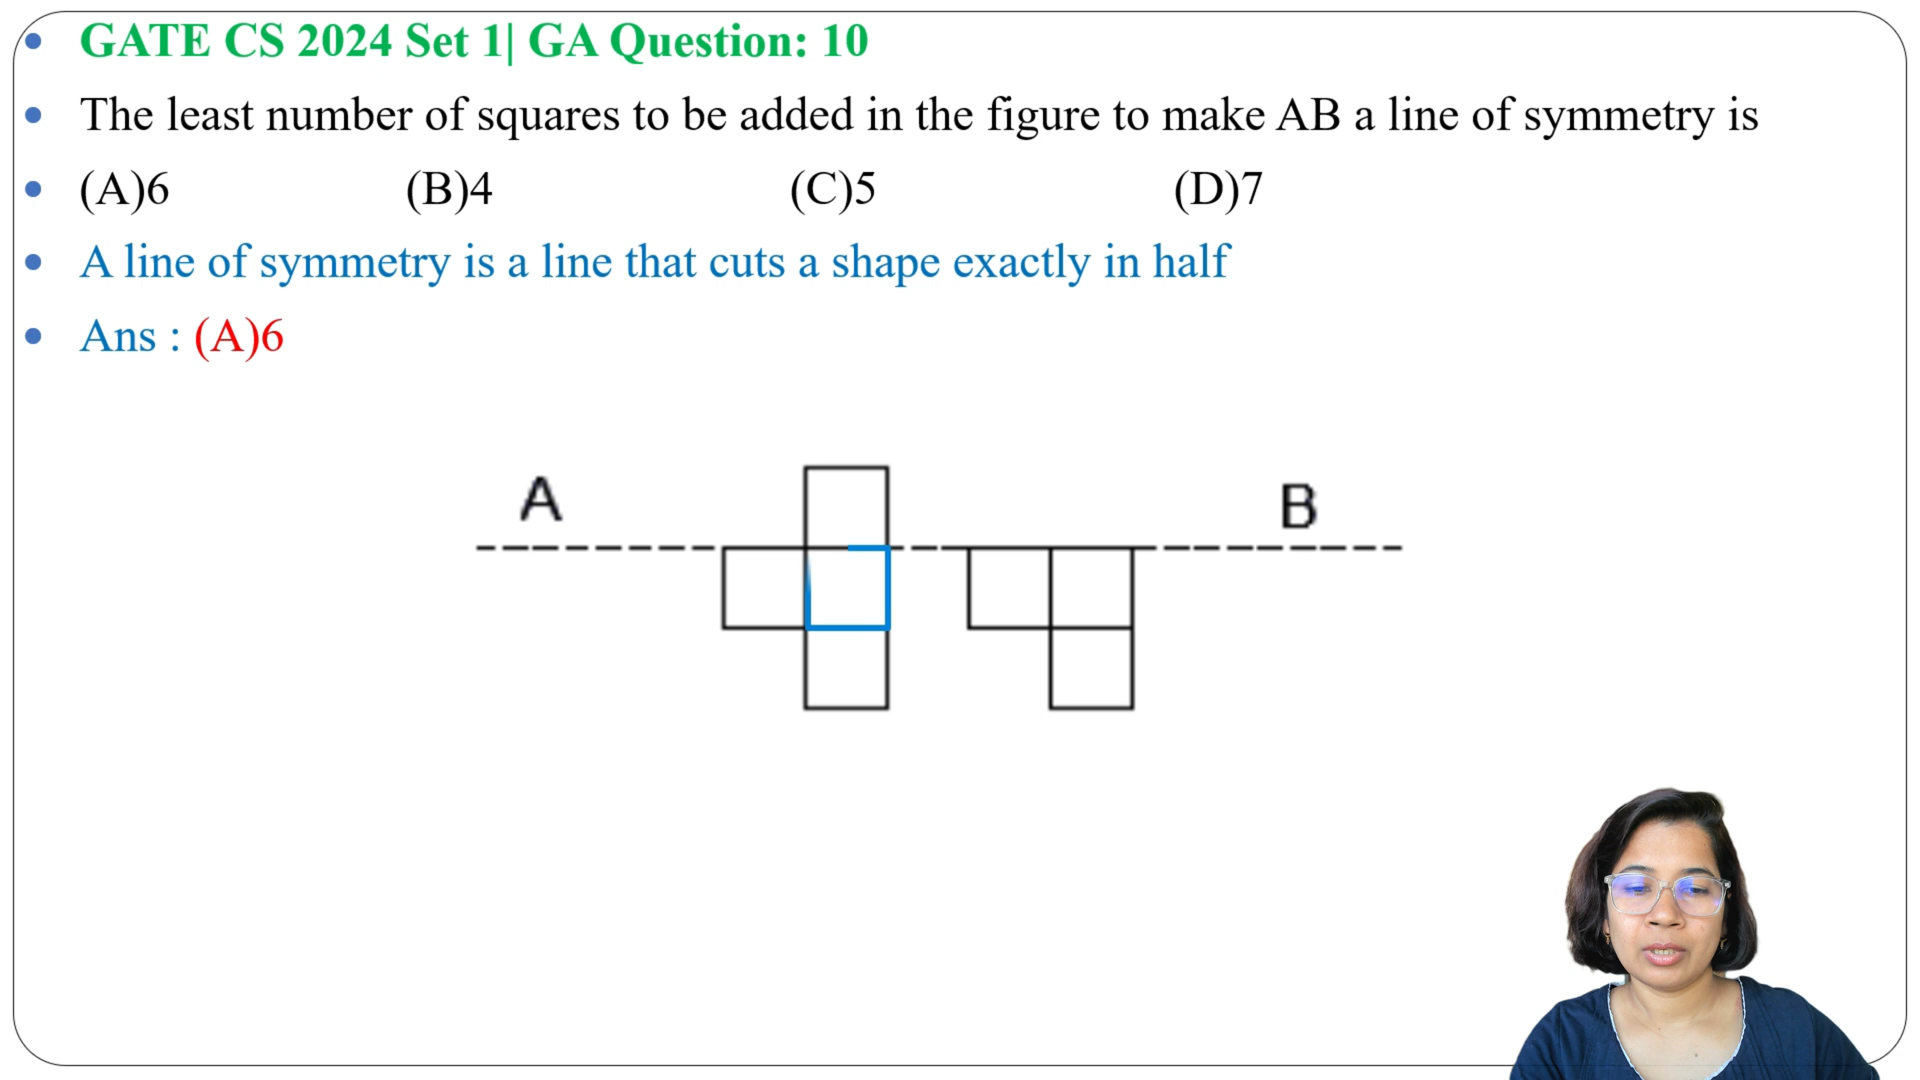 GATE CS 2024 Set 1| GA Question: 10
The least number of squares to be added in the figure to make AB a line of symmetry is
(A)6 (B)4 (C)5 (D)7
A line of symmetry is a line that cuts a shape exactly in half
Ans : (A)6
A B